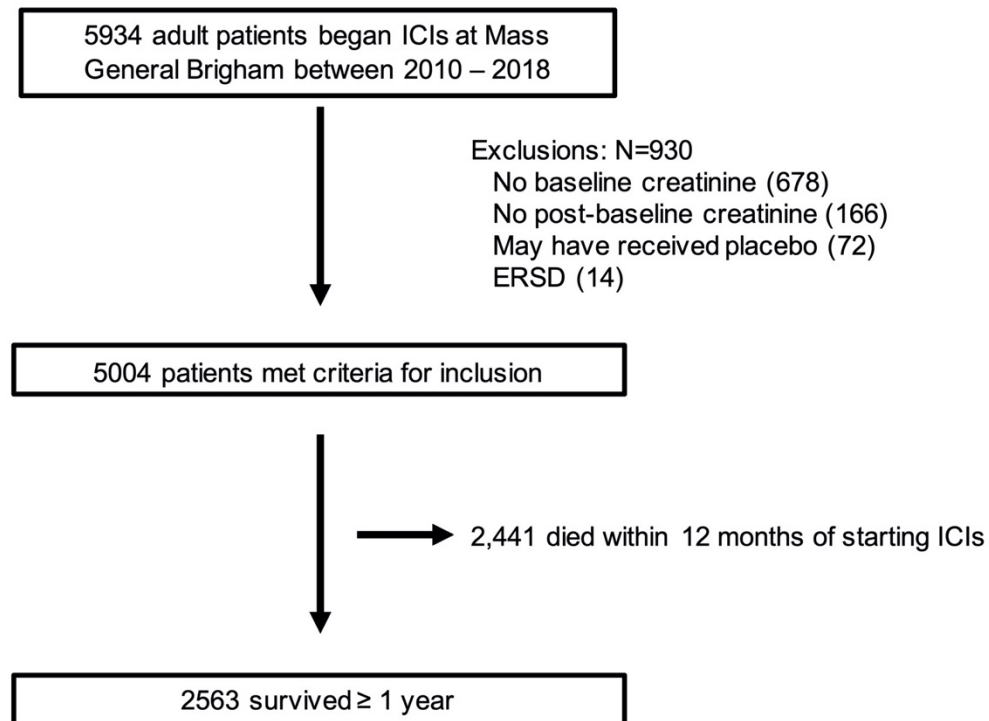 5934 adult patients began ICIs at Mass
General Brigham between 2010 – 2018
Exclusions: N=930
No baseline creatinine (678)
No post-baseline creatinine (166)
May have received placebo (72)
ERSD (14)
5004 patients met criteria for inclusion
2,441 died within 12 months of starting ICIs
2563 survived ≥ 1 year